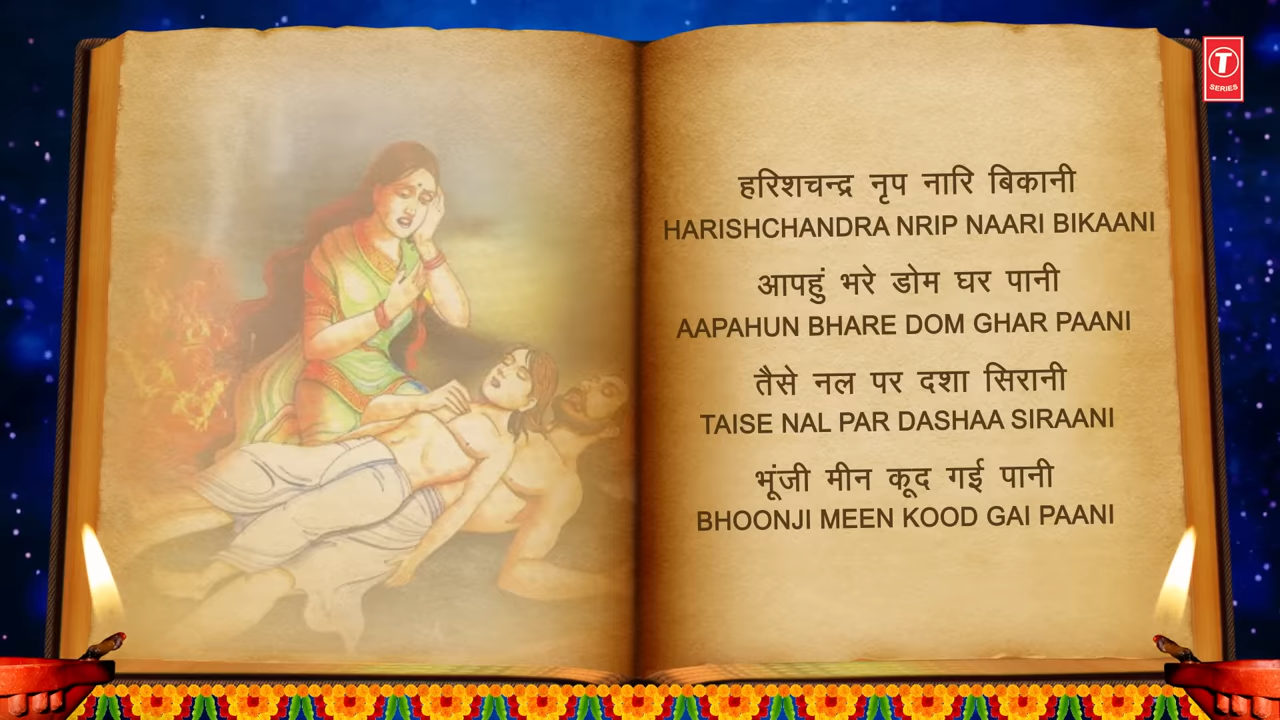 हरिशचन्द्र नृप नारि बिकानी
HARISHCHANDRA NRIP NAARI BIKAANI
आपहुं भरे डोम घर पानी
AAPAHUN BHARE DOM GHAR PAANI
तैसे नल पर दशा सिरानी
TAISE NAL PAR DASHAA SIRAANI
भूंजी मीन कूद गई पानी
BHOONJI MEEN KOOD GAI PAANI
T
SERIES